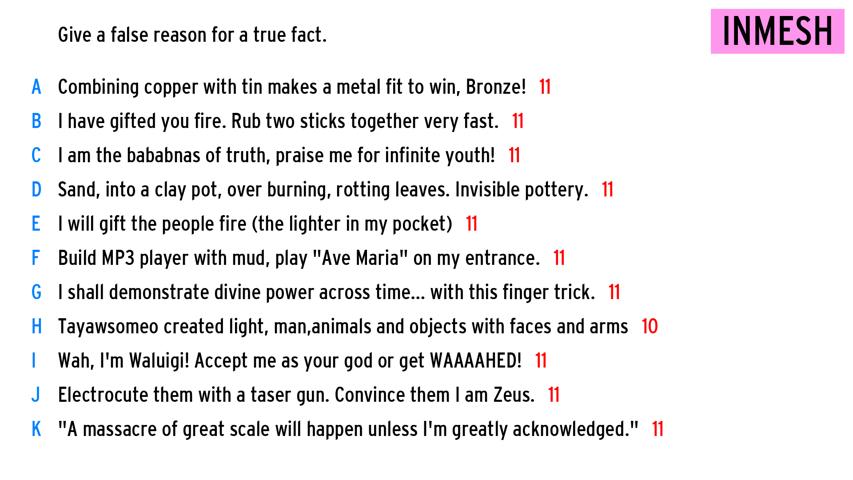 Give a false reason for a true fact.
INMESH
A Combining copper with tin makes a metal fit to win, Bronze! 11
B I have gifted you fire. Rub two sticks together very fast. 11
C I am the bababnas of truth, praise me for infinite youth! 11
D Sand, into a clay pot, over burning, rotting leaves. Invisible pottery. 11
E I will gift the people fire (the lighter in my pocket) 11
F Build MP3 player with mud, play "Ave Maria" on my entrance. 11
G I shall demonstrate divine power across time... with this finger trick. 11
H Tayawsomeo created light, man,animals and objects with faces and arms 10
I Wah, I'm Waluigi! Accept me as your god or get WAAAAHED! 11
J Electrocute them with a taser gun. Convince them I am Zeus. 11
K "A massacre of great scale will happen unless I'm greatly acknowledged." 11